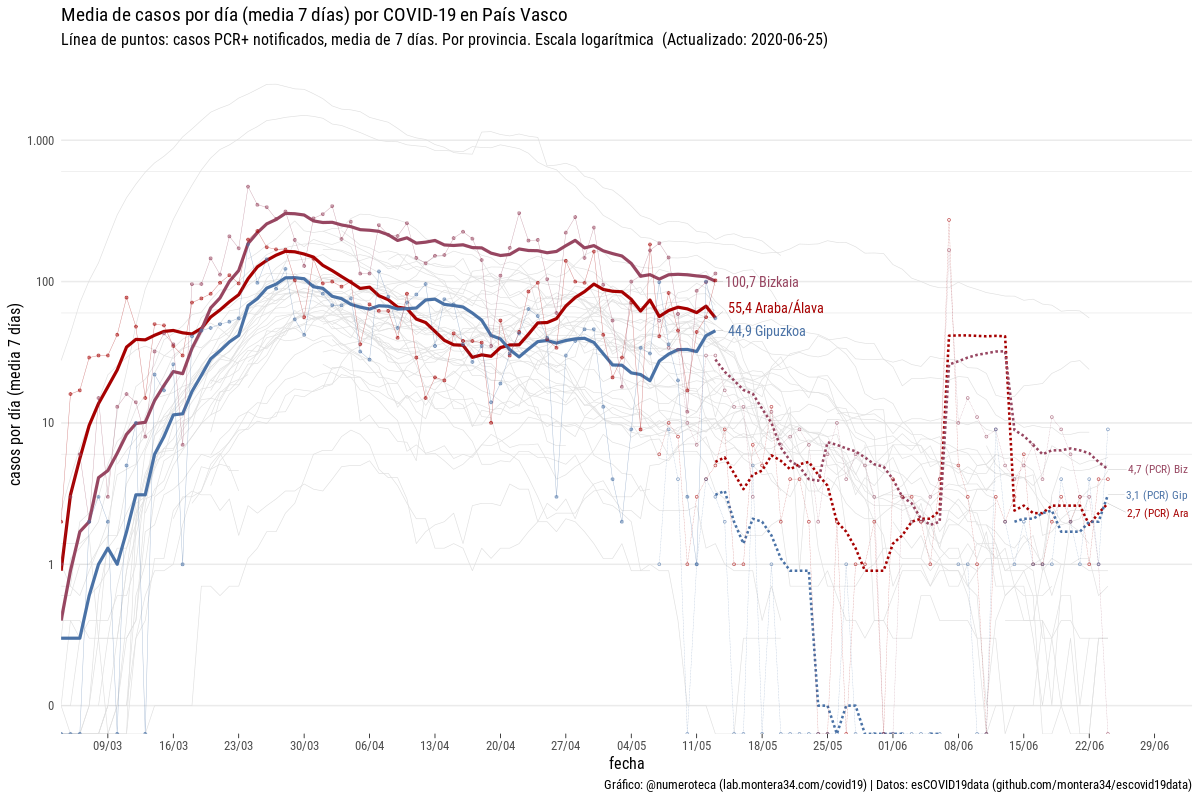 Media de casos por día (media 7 días) por COVID-19 en País Vasco
Línea de puntos: casos PCR+ notificados, media de 7 días. Por provincia. Escala logarítmica  (Actualizado: 2020-06-25)
casos por día (media 7 días)
1.000
100
10
1
0
100,7 Bizkaia
55,4 Araba/Álava
44,9 Gipuzkoa
4,7 (PCR) Biz
3,1 (PCR) Gip
2,7 (PCR) Ara
09/03 16/03 23/03 30/03 06/04 13/04 20/04 27/04 04/05 11/05 18/05 25/05 01/06 08/06 15/06 22/06 29/06
fecha
Gráfico: @numeroteca (lab.montera34.com/covid19) | Datos: esCOVID19data (github.com/montera34/escovid19data)